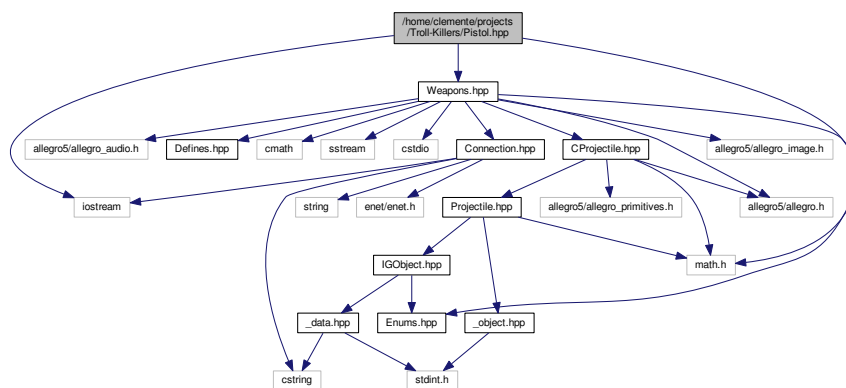 /home/clemente/projects
/Troll-Killers/Pistol.hpp
Weapons.hpp
allegro5/allegro_audio.h
Defines.hpp
cmath
sstream
cstdio
Connection.hpp
CProjectile.hpp
allegro5/allegro_image.h
iostream
string
enet/enet.h
Projectile.hpp
allegro5/allegro_primitives.h
allegro5/allegro.h
IGObject.hpp
math.h
_data.hpp
Enums.hpp
_object.hpp
cstring
stdint.h